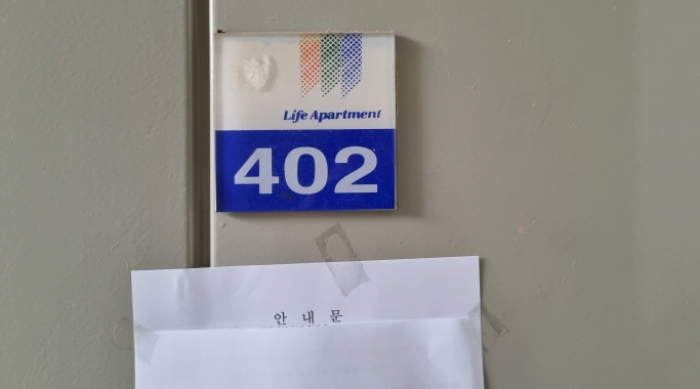 Life Apartment
402
안 내 문